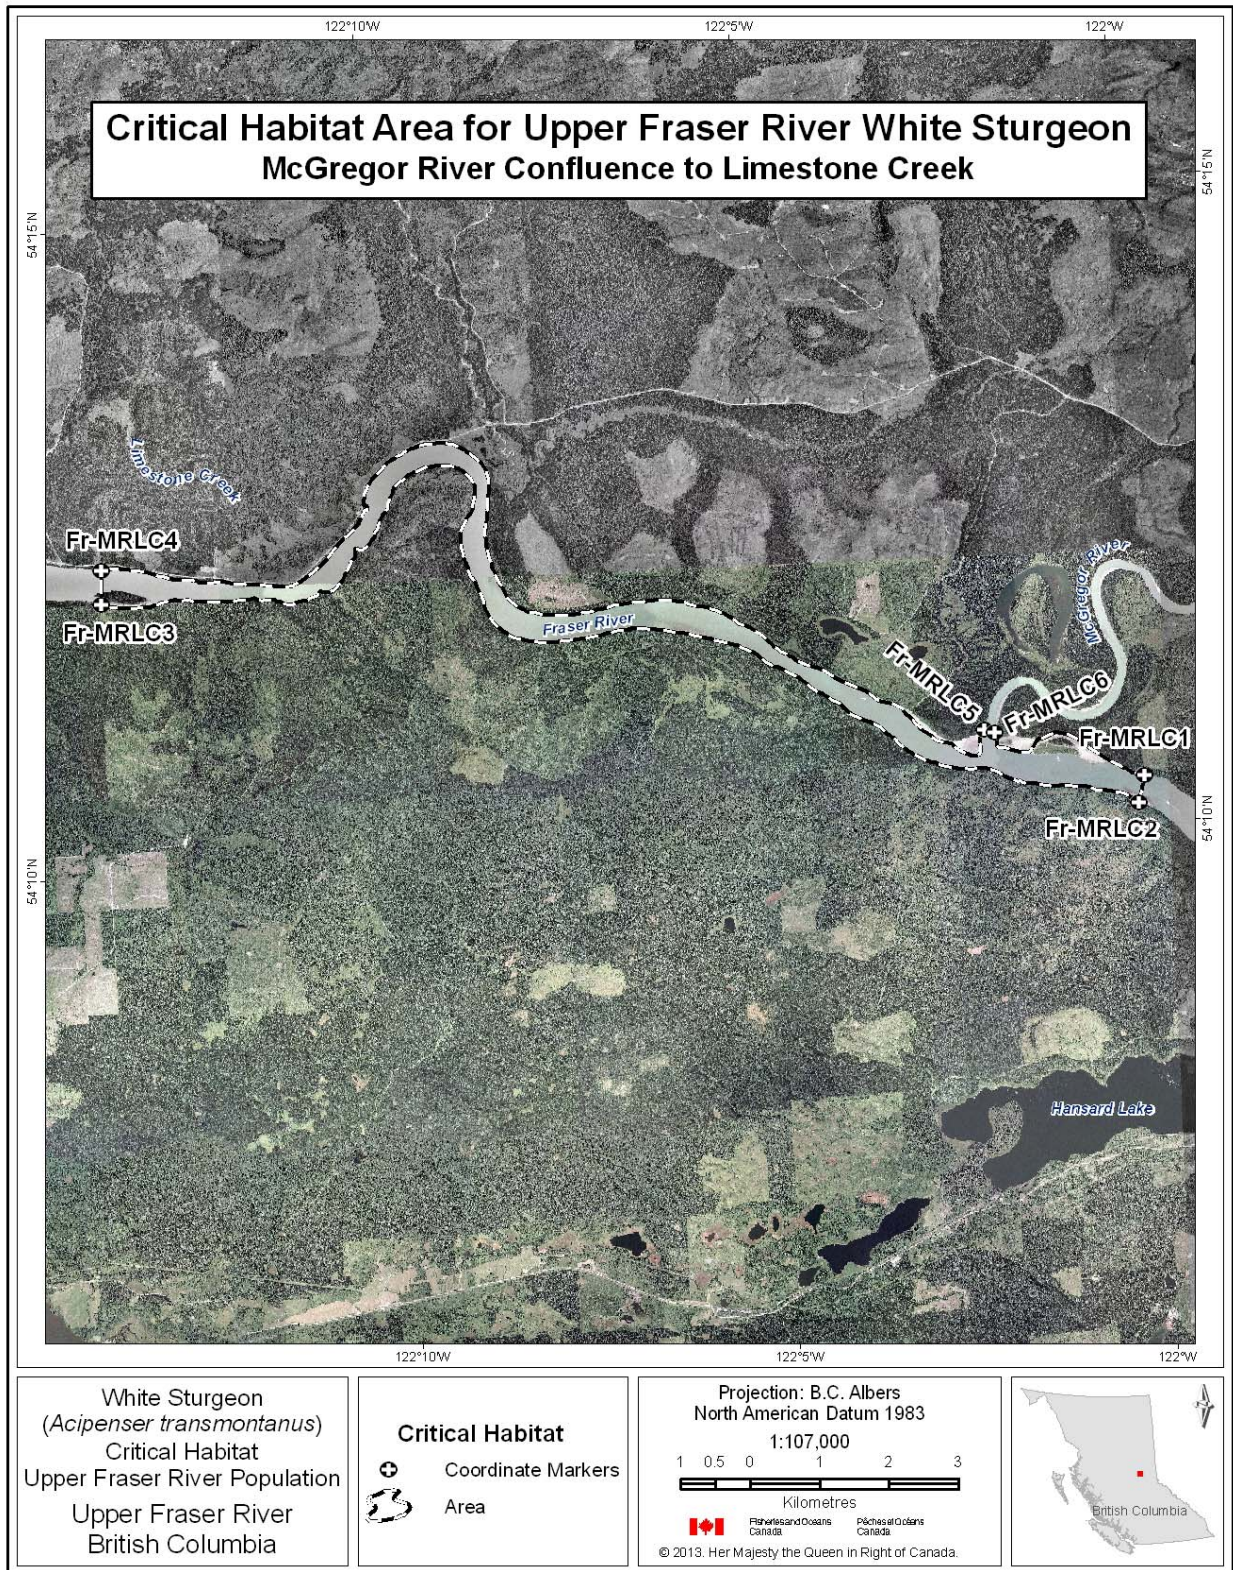 122°10'W 122°5'W 122°W
Critical Habitat Area for Upper Fraser River White Sturgeon
McGregor River Confluence to Limestone Creek
54°15'N
54°15'N
Limestone Creek
Fr-MRLC4
Fr-MRLC3
Fraser River
McGregor River
Fr-MRLC5
Fr-MRLC6
Fr-MRLC1
Fr-MRLC2
54°10'N
54°10'N
Hansard Lake
122°10'W 122°5'W 122°W
White Sturgeon
(Acipenser transmontanus)
Critical Habitat
Upper Fraser River Population
Upper Fraser River
British Columbia
Critical Habitat
Coordinate Markers
Area
Projection: B.C. Albers
North American Datum 1983
1:107,000
1 0.5 0 1 2 3
Kilometres
Fisheries and Oceans Pêches et Océans
Canada Canada
© 2013. Her Majesty the Queen in Right of Canada.
N
British Columbia